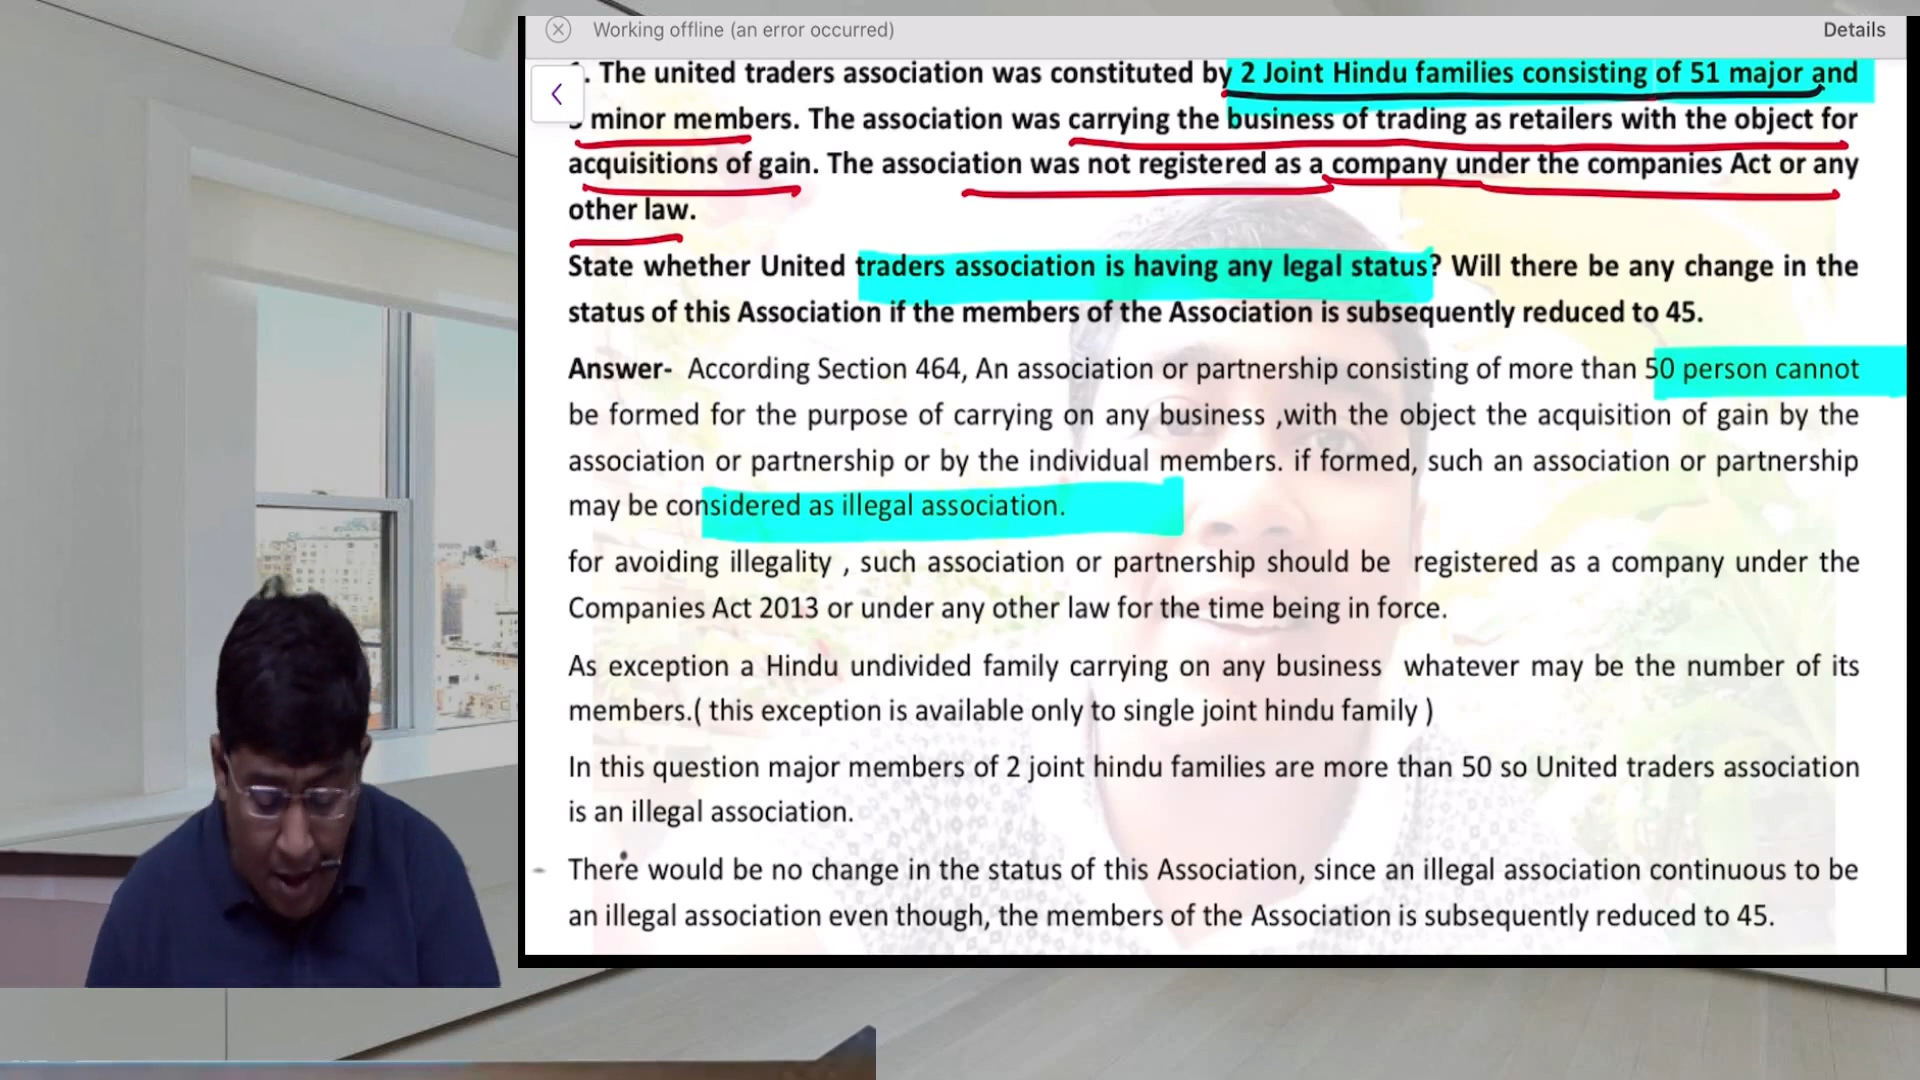 Working offline (an error occurred)
Details
. The united traders association was constituted by 2 Joint Hindu families consisting of 51 major and
minor members. The association was carrying the business of trading as retailers with the object for
acquisitions of gain. The association was not registered as a company under the companies Act or any
other law.
State whether United traders association is having any legal status? Will there be any change in the
status of this Association if the members of the Association is subsequently reduced to 45.
Answer- According Section 464, An association or partnership consisting of more than 50 person cannot
be formed for the purpose of carrying on any business ,with the object the acquisition of gain by the
association or partnership or by the individual members. if formed, such an association or partnership
may be considered as illegal association.
for avoiding illegality , such association or partnership should be registered as a company under the
Companies Act 2013 or under any other law for the time being in force.
As exception a Hindu undivided family carrying on any business whatever may be the number of its
members.( this exception is available only to single joint hindu family )
In this question major members of 2 joint hindu families are more than 50 so United traders association
is an illegal association.
There would be no change in the status of this Association, since an illegal association continuous to be
an illegal association even though, the members of the Association is subsequently reduced to 45.